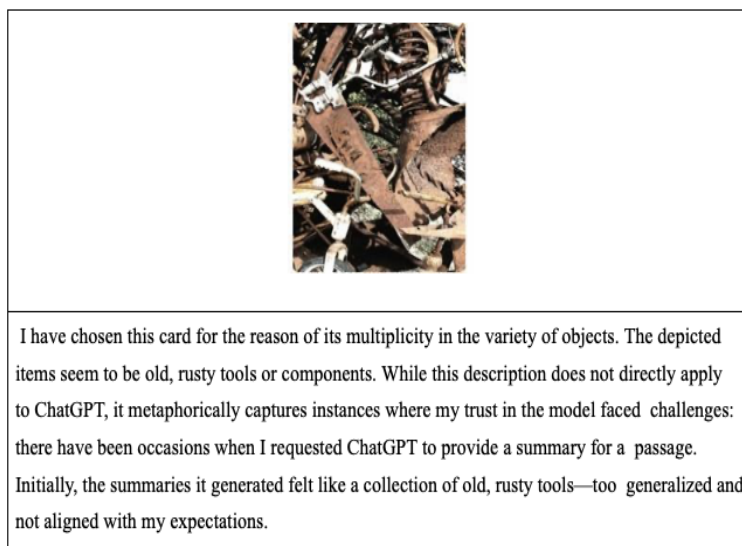 I have chosen this card for the reason of its multiplicity in the variety of objects. The depicted
items seem to be old, rusty tools or components. While this description does not directly apply
to ChatGPT, it metaphorically captures instances where my trust in the model faced challenges:
there have been occasions when I requested ChatGPT to provide a summary for a passage.
Initially, the summaries it generated felt like a collection of old, rusty tools—too generalized and
not aligned with my expectations.